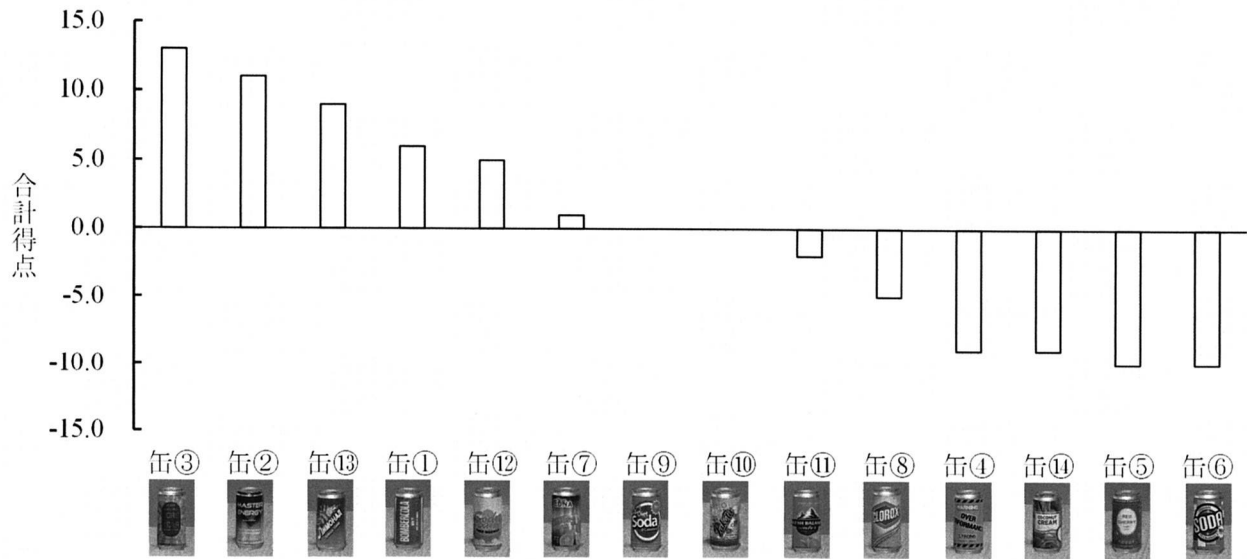 15.0
10.0
5.0
0.0
-5.0
-10.0
-15.0
合計得点
缶③ 缶② 缶⑬ 缶① 缶⑫ 缶⑦ 缶⑨ 缶⑩ 缶⑪ 缶⑧ 缶④ 缶⑭ 缶⑤ 缶⑥
MASTER
ENERGY
BOMBERCOLA
Soda
CLOROX
OVER
COCONUT
CREAM
SODA